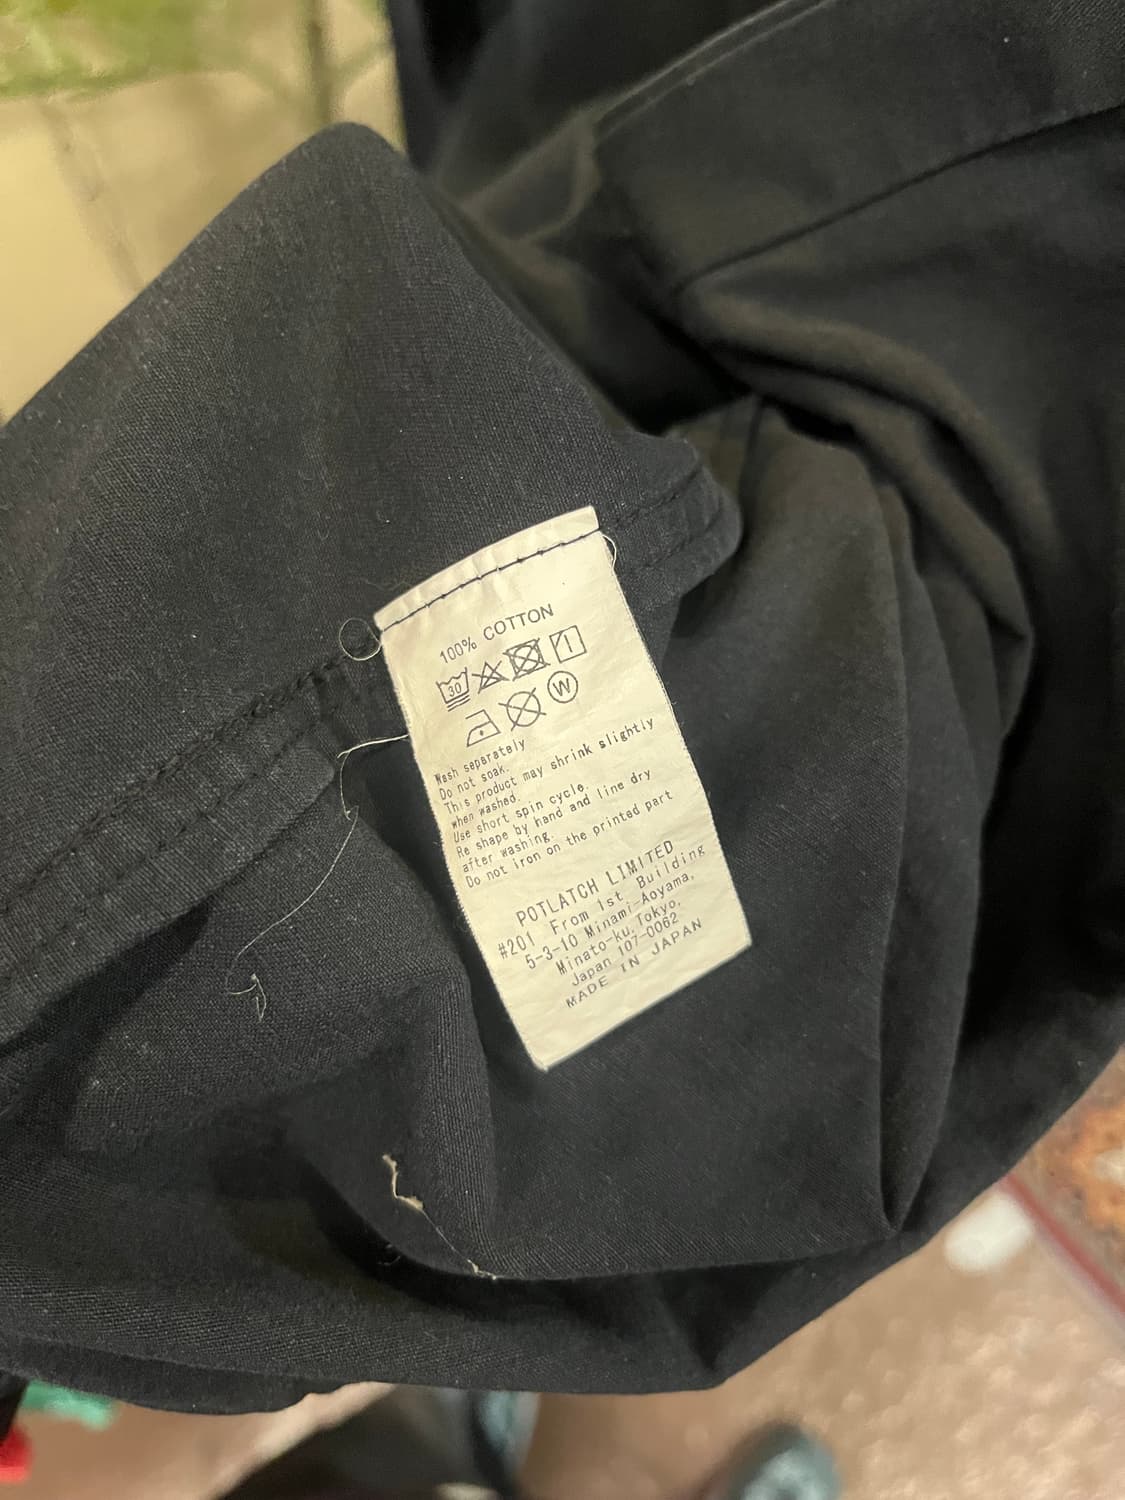 100% COTTON
30
W
Wash separately
Do not soak.
This product may shrink slightly
when washed.
Use short spin cycle.
Re shape by hand and line dry
after washing.
Do not iron on the printed part
POTLATCH LIMITED
#201 From 1st. Building
5-3-10 Minami-Aoyama,
Minato-ku, Tokyo,
Japan 107-0062
MADE IN JAPAN